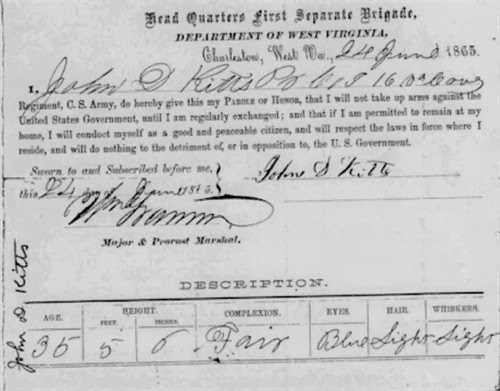 Head Quarters First Separate Brigade,
DEPARTMENT OF WEST VIRGINIA,
Charleston, West Va., 24 June 1865.
I, John D Kitts 16 Va Cavy
Regiment, C. S. Army, do hereby give this my PAROLE OF HONOR, that I will not take up arms against the
United States Government, until I am regularly exchanged; and that if I am permitted to remain at my
home, I will conduct myself as a good and peaceable citizen, and will respect the laws in force where I
reside, and will do nothing to the detriment of, or in opposition to, the U. S. Government.
Sworn to and Subscribed before me,
John D Kitts
this 24 day of June 1865.
Major & Provost Marshal.
John D. Kitts
DESCRIPTION.
AGE. HEIGHT. COMPLEXION. EYES. HAIR. WHISKERS.
FEET. INCHES.
35 5 6 Fair Blue Light Light